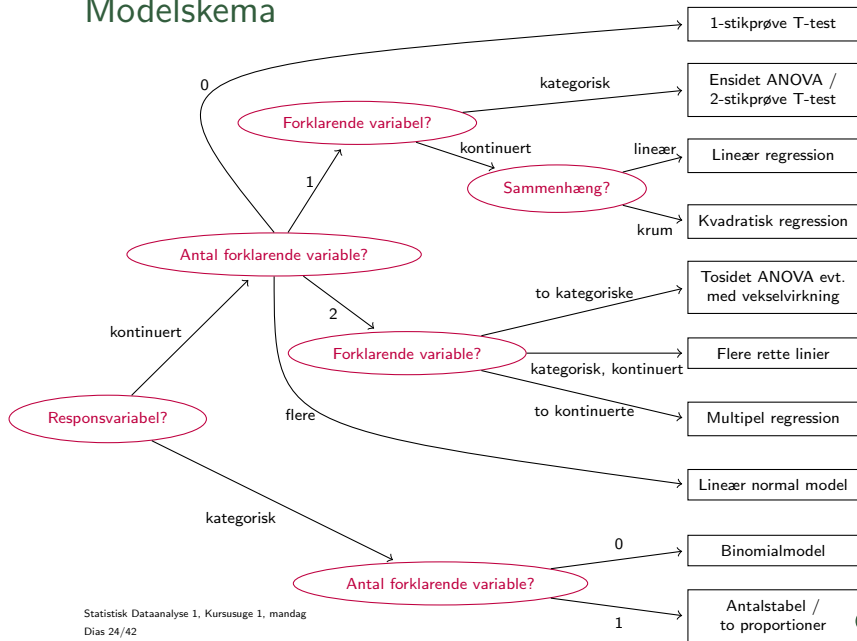 Modelskema
1-stikprøve T-test
0
kategorisk
Ensidet ANOVA /
2-stikprøve T-test
Forklarende variabel?
kontinuert
lineær
Lineær regression
1
Sammenhæng?
krum
Kvadratisk regression
Antal forklarende variable?
to kategoriske
Tosidet ANOVA evt.
med vekselvirkning
2
kontinuert
Forklarende variable?
kategorisk, kontinuert
Flere rette linier
to kontinuerte
Multipel regression
Responsvariabel?
flere
Lineær normal model
kategorisk
0
Binomialmodel
Antal forklarende variable?
1
Antalstabel /
to proportioner
Statistisk Dataanalyse 1, Kursusuge 1, mandag
Dias 24/42